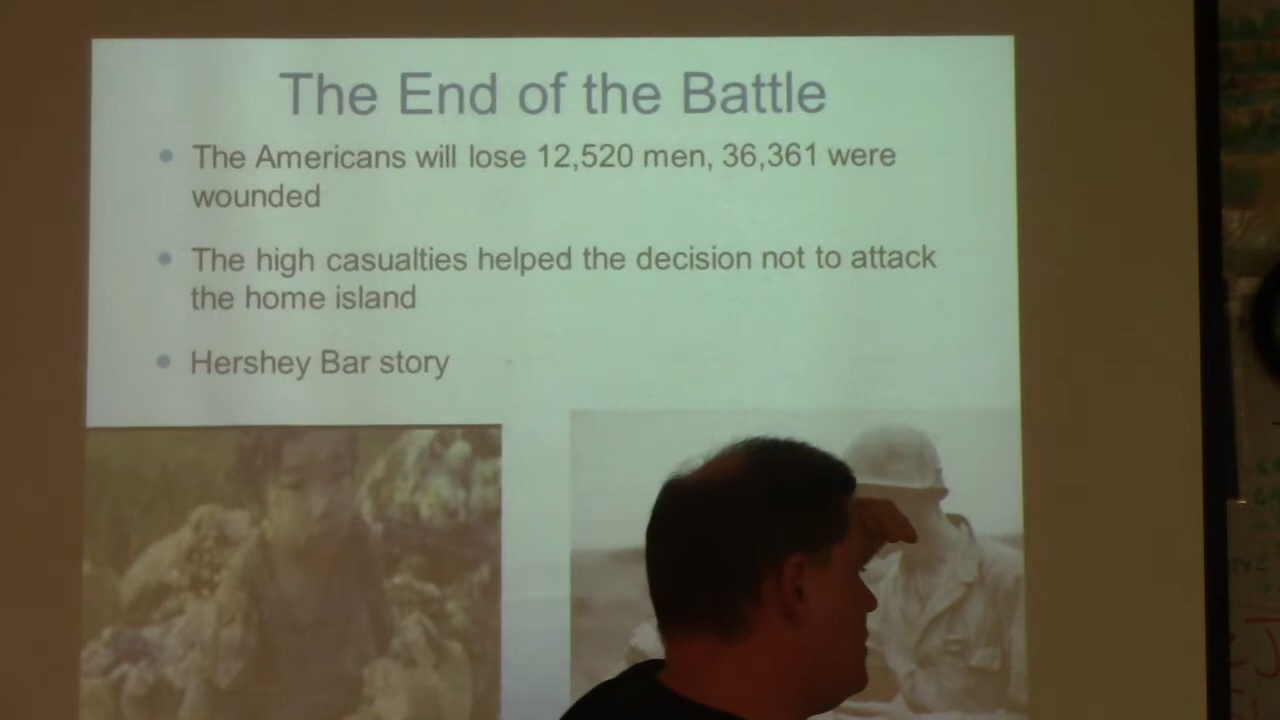 The End of the Battle
The Americans will lose 12,520 men, 36,361 were
wounded
The high casualties helped the decision not to attack
the home island
Hershey Bar story